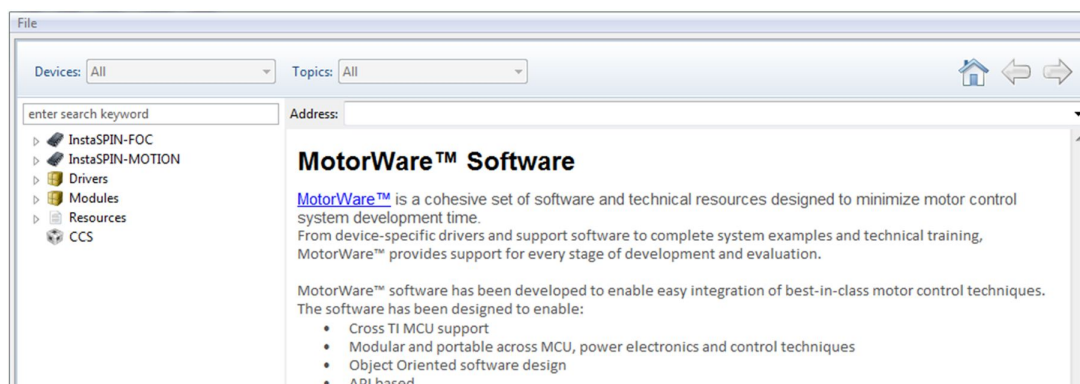 File
Devices: All Topics: All
enter search keyword
Address:
InstaSPIN-FOC
InstaSPIN-MOTION
Drivers
Modules
Resources
CCS
MotorWare™ Software
MotorWare™ is a cohesive set of software and technical resources designed to minimize motor control
system development time.
From device-specific drivers and support software to complete system examples and technical training,
MotorWare™ provides support for every stage of development and evaluation.
MotorWare™ software has been developed to enable easy integration of best-in-class motor control techniques.
The software has been designed to enable:
• Cross TI MCU support
• Modular and portable across MCU, power electronics and control techniques
• Object Oriented software design
• API based